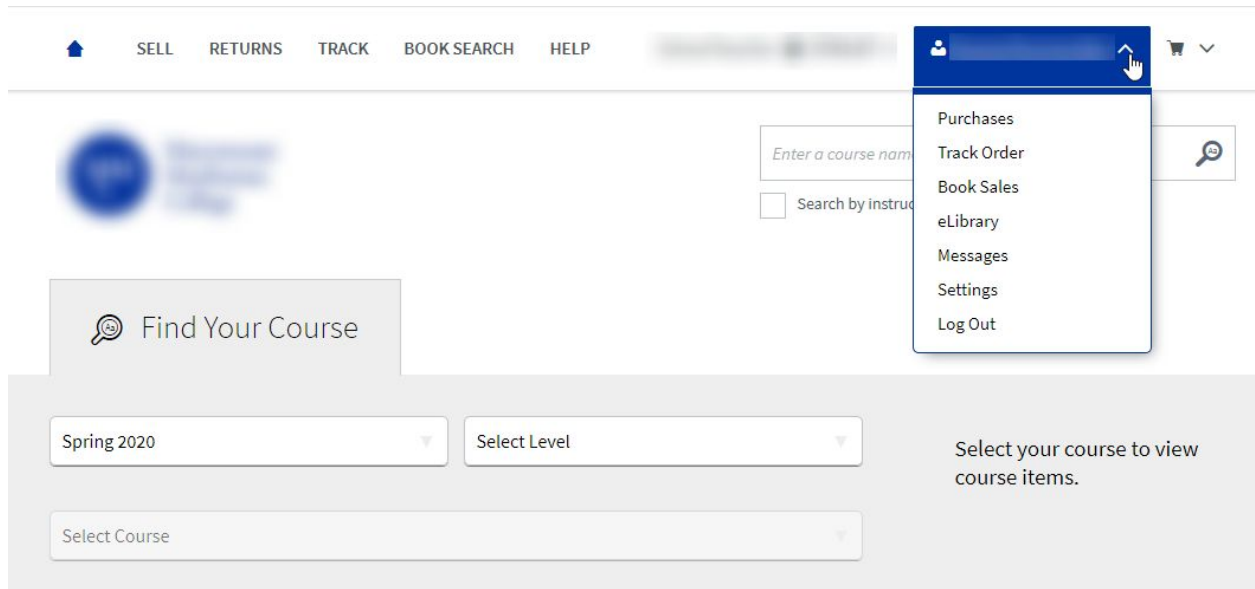 SELL RETURNS TRACK BOOK SEARCH HELP
Purchases
Track Order
Book Sales
eLibrary
Messages
Settings
Log Out
Enter a course nam
Search by instruc
Find Your Course
Spring 2020
Select Level
Select your course to view
course items.
Select Course